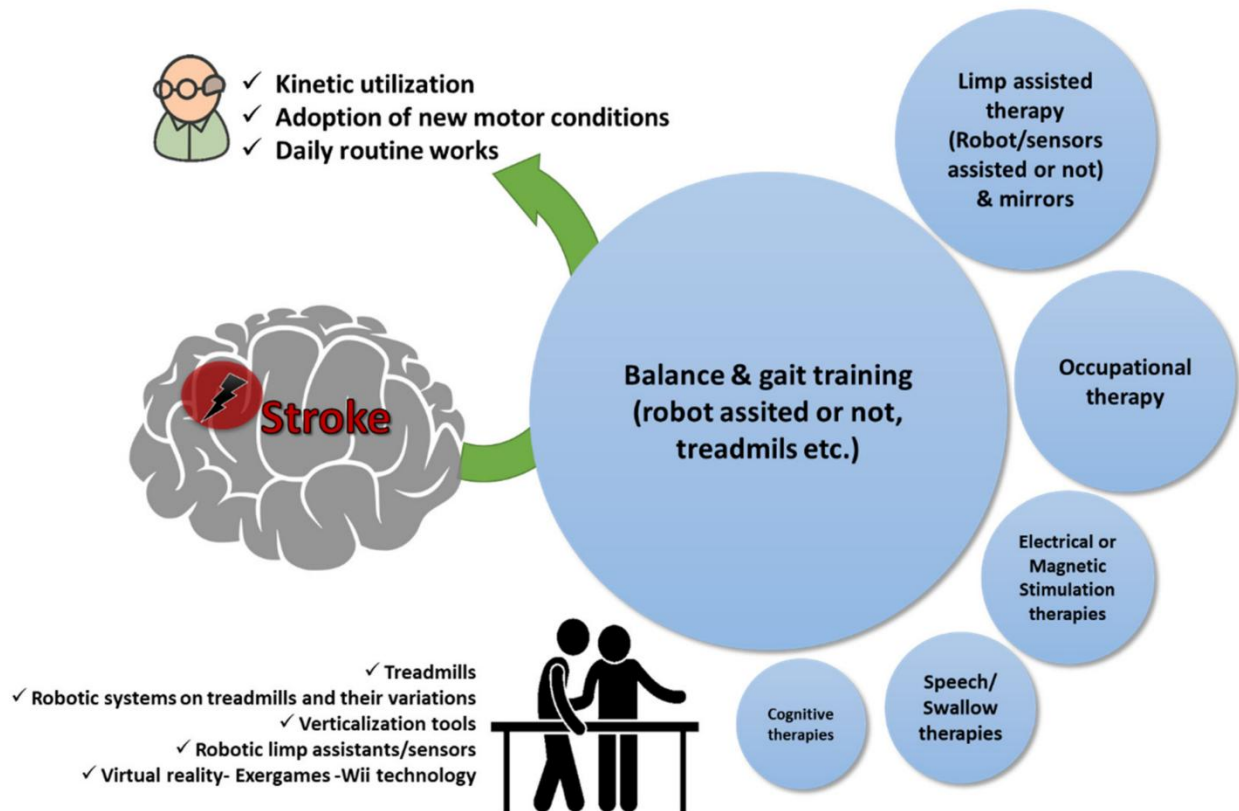 ✓ Kinetic utilization
✓ Adoption of new motor conditions
✓ Daily routine works
Limp assisted
therapy
(Robot/sensors
assisted or not)
& mirrors
Stroke
Balance & gait training
(robot assited or not,
treadmils etc.)
Occupational
therapy
Electrical or
Magnetic
Stimulation
therapies
Speech/
Swallow
therapies
Cognitive
therapies
✓ Treadmills
✓ Robotic systems on treadmills and their variations
✓ Verticalization tools
✓ Robotic limp assistants/sensors
✓ Virtual reality- Exergames -Wii technology